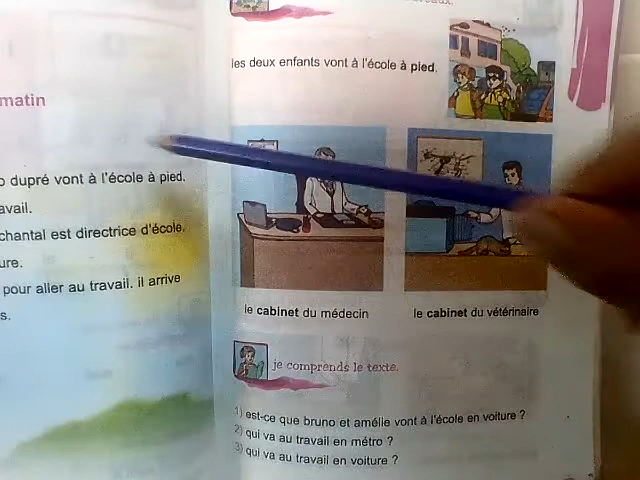 matin
dupré vont à l'école à pied.
chantal est directrice d'école.
pour aller au travail. il arrive
les deux enfants vont à l'école à pied.
le cabinet du médecin
le cabinet du vétérinaire
je comprends le texte.
1) est-ce que bruno et amélie vont à l'école en voiture ?
2) qui va au travail en métro ?
3) qui va au travail en voiture ?